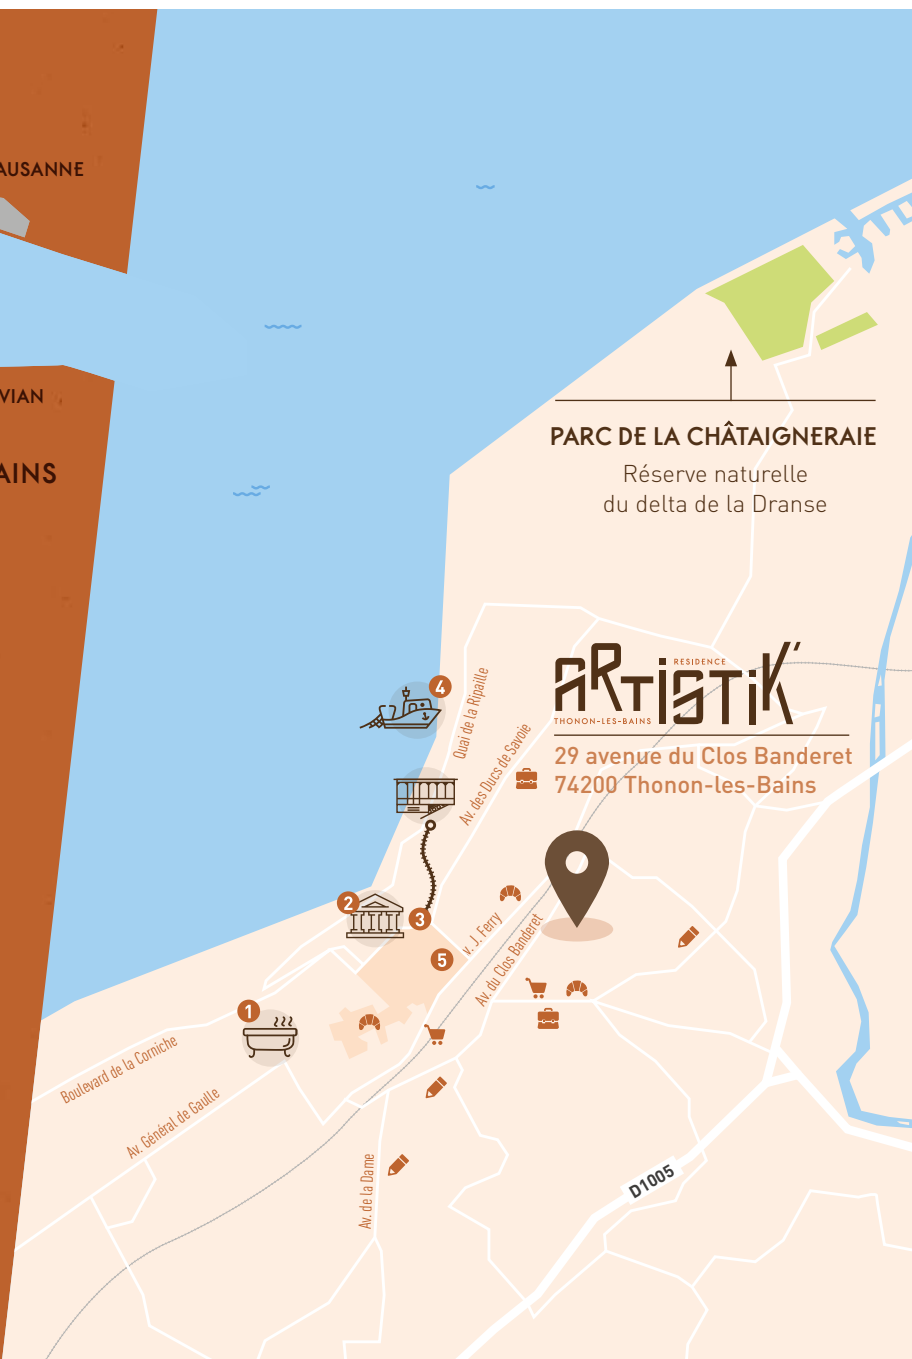 AUSANNE
VIAN
AINS
PARC DE LA CHÂTAIGNERAIE
Réserve naturelle
du delta de la Dranse
RESIDENCE
ARTISTIK'
THONON-LES-BAINS
29 avenue du Clos Banderet
74200 Thonon-les-Bains
4
Quai de la Ripaille
Av. des Ducs de Savoie
2
3
v. J. Ferry
5
Av. du Clos Banderet
1
Boulevard de la Corniche
Av. Général de Gaulle
Av. de la Dame
D1005